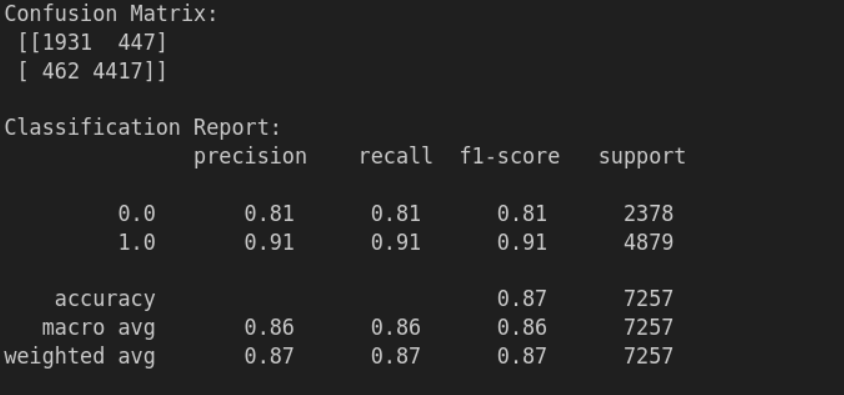 Confusion Matrix:
[[1931 447]
[ 462 4417]]
Classification Report:
precision recall f1-score support
0.0 0.81 0.81 0.81 2378
1.0 0.91 0.91 0.91 4879
accuracy 0.87 7257
macro avg 0.86 0.86 0.86 7257
weighted avg 0.87 0.87 0.87 7257